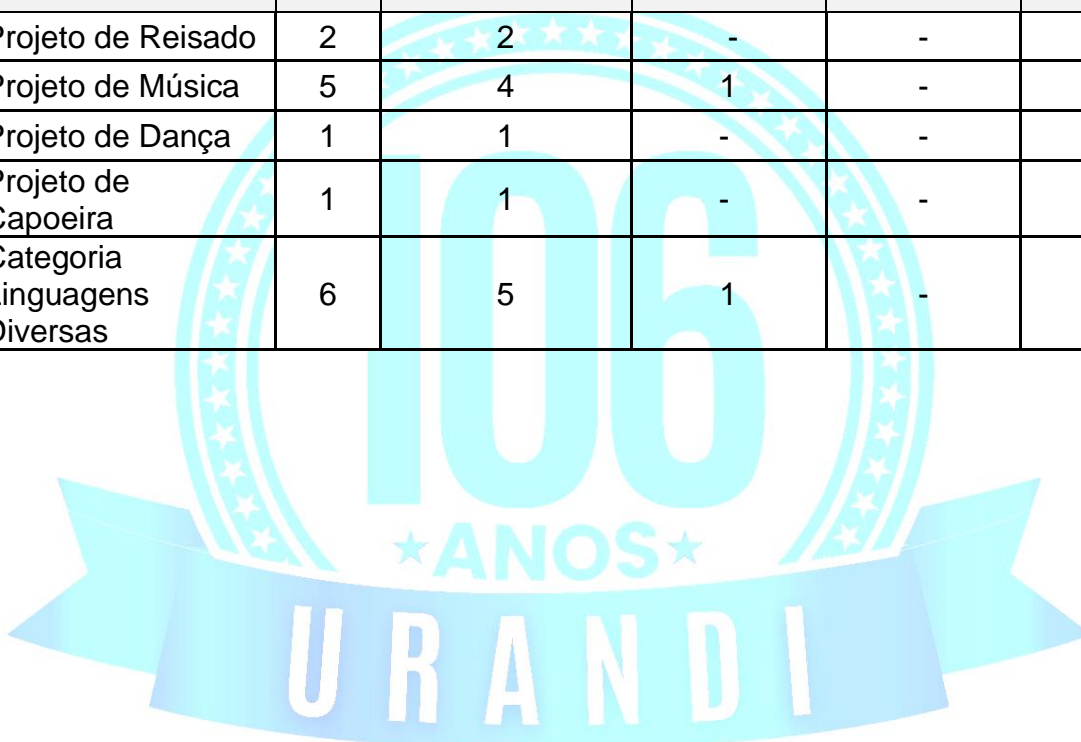 Projeto de Reisado 2 2 - -
Projeto de Música 5 4 1 -
Projeto de Dança 1 1 - -
Projeto de
Capoeira 1 1 - -
Categoria
Linguagens 6 5 1 -
Diversas
106
★ANOS★
URANDI